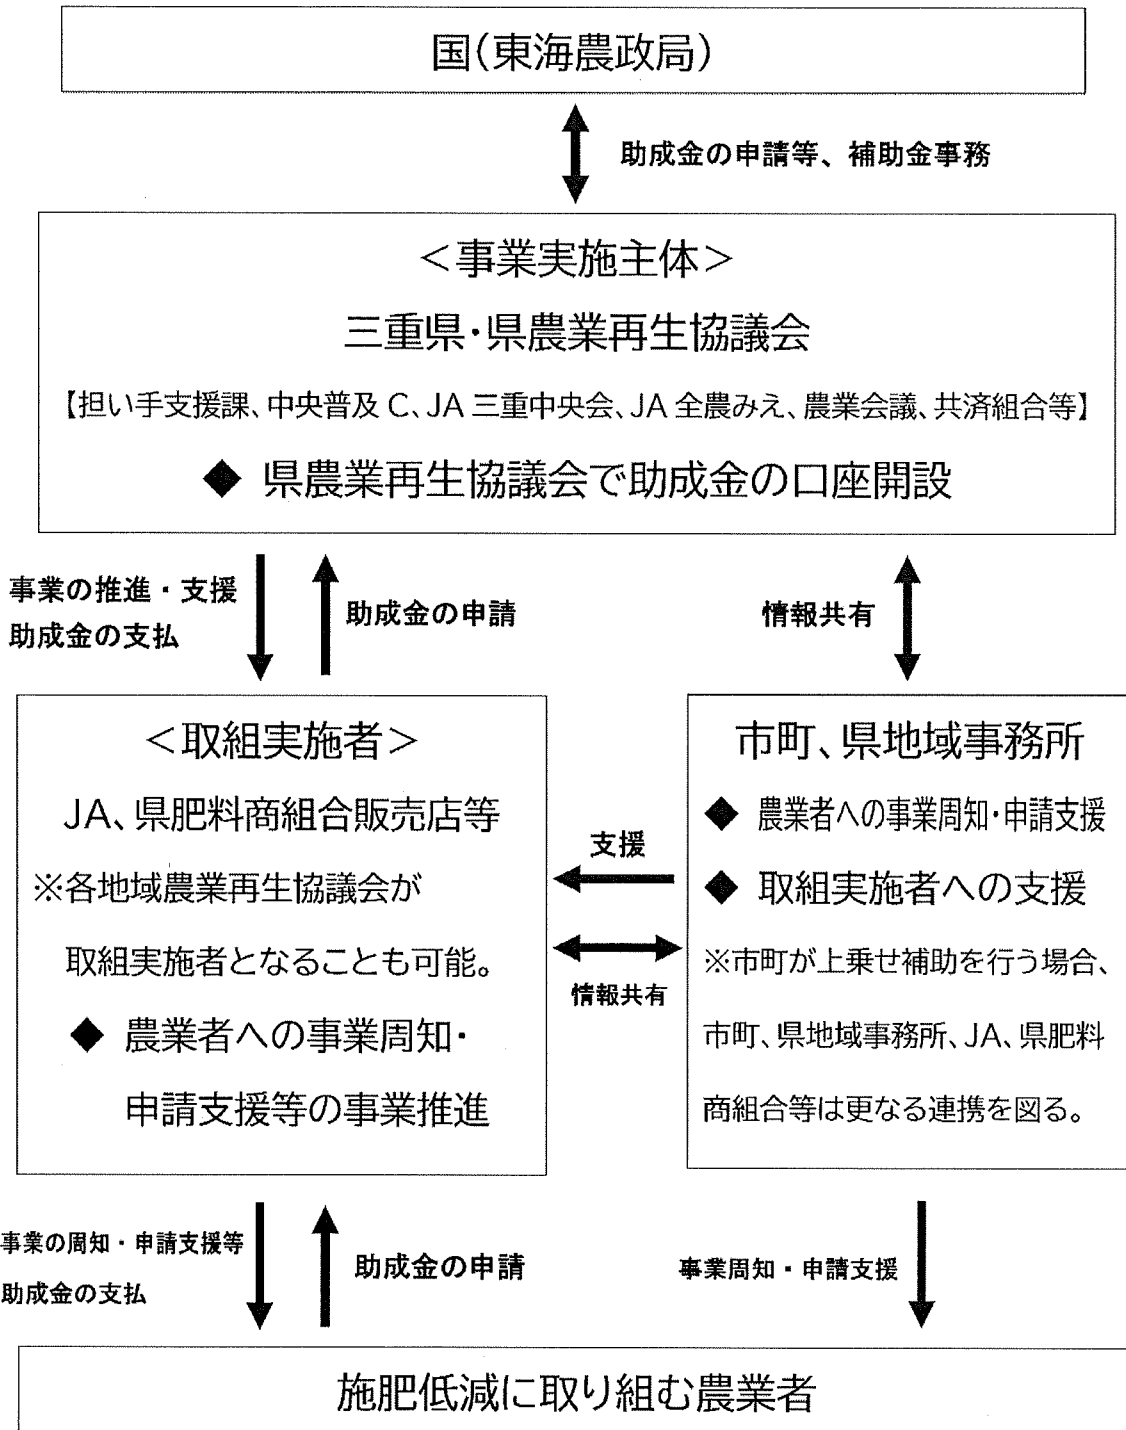 国(東海農政局)
助成金の申請等、補助金事務
＜事業実施主体＞
三重県・県農業再生協議会
【担い手支援課、中央普及C、JA三重中央会、JA全農みえ、農業会議、共済組合等】
◆ 県農業再生協議会で助成金の口座開設
事業の推進・支援
助成金の支払
助成金の申請
情報共有
＜取組実施者＞
JA、県肥料商組合販売店等
※各地域農業再生協議会が
取組実施者となることも可能。
◆ 農業者への事業周知・
申請支援等の事業推進
支援
情報共有
市町、県地域事務所
◆ 農業者への事業周知・申請支援
◆ 取組実施者への支援
※市町が上乗せ補助を行う場合、
市町、県地域事務所、JA、県肥料
商組合等は更なる連携を図る。
事業の周知・申請支援等
助成金の支払
助成金の申請
事業周知・申請支援
施肥低減に取り組む農業者